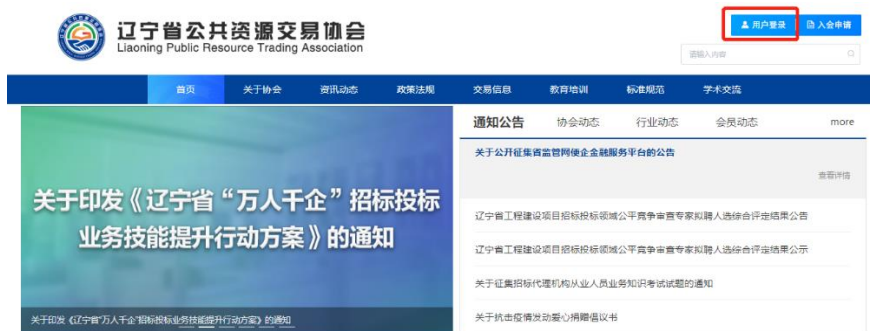 辽宁省公共资源交易协会
Liaoning Public Resource Trading Association
用户登录
入会申请
请输入内容
首页
关于协会
资讯动态
政策法规
交易信息
教育培训
标准规范
学术交流
关于印发《辽宁省“万人千企”招标投标
业务技能提升行动方案》的通知
关于印发《辽宁省“万人千企”招标投标业务技能提升行动方案》的通知
通知公告
协会动态
行业动态
会员动态
more
关于公开征集省监管网便企金融服务平台的公告
查看详情
辽宁省工程建设项目招标投标领域公平竞争审查专家拟聘人选综合评定结果公告
辽宁省工程建设项目招标投标领域公平竞争审查专家拟聘人选综合评定结果公示
关于征集招标代理机构从业人员业务知识考试试题的通知
关于抗击疫情发动爱心捐赠倡议书